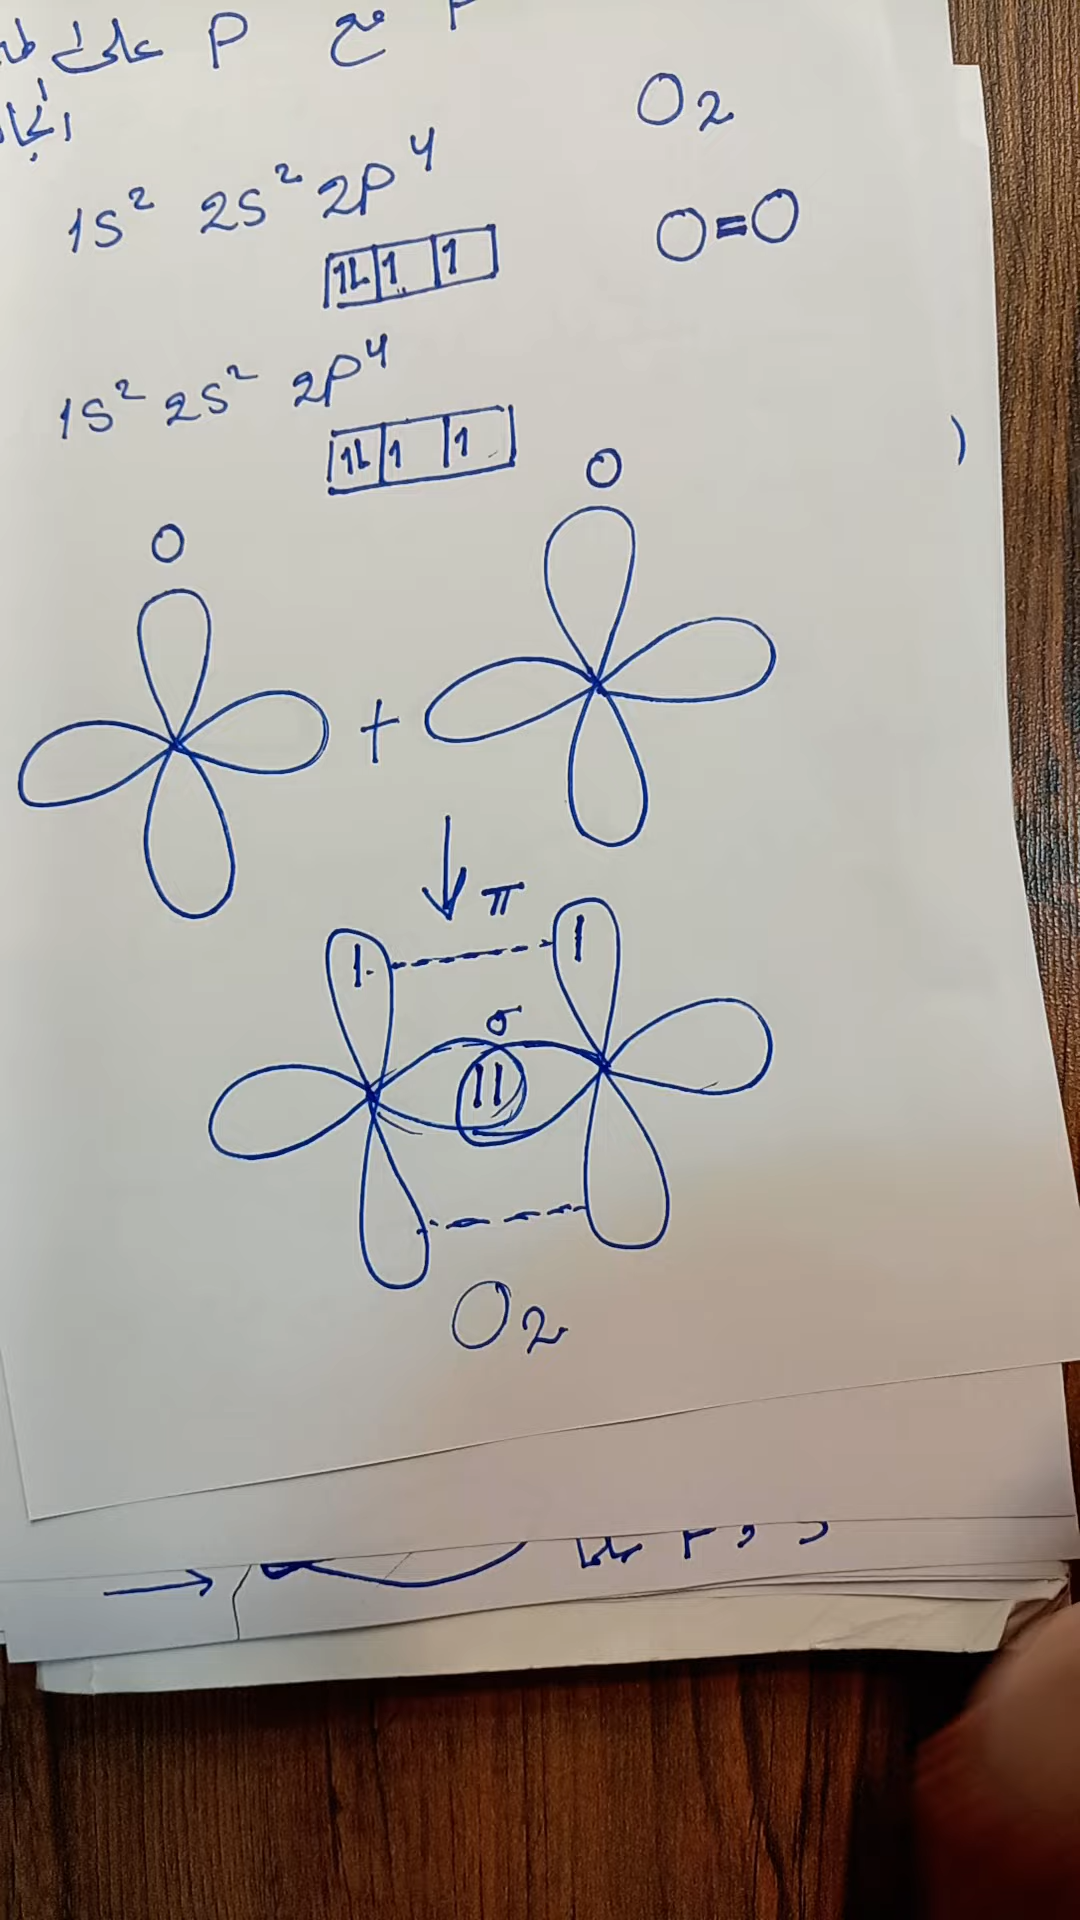 على P مع P
O2
1s² 2s² 2p⁴
O=O
1L 1 1
1s² 2s² 2p⁴
1L 1 1
O
O
+
π
1 1
σ
11
O2